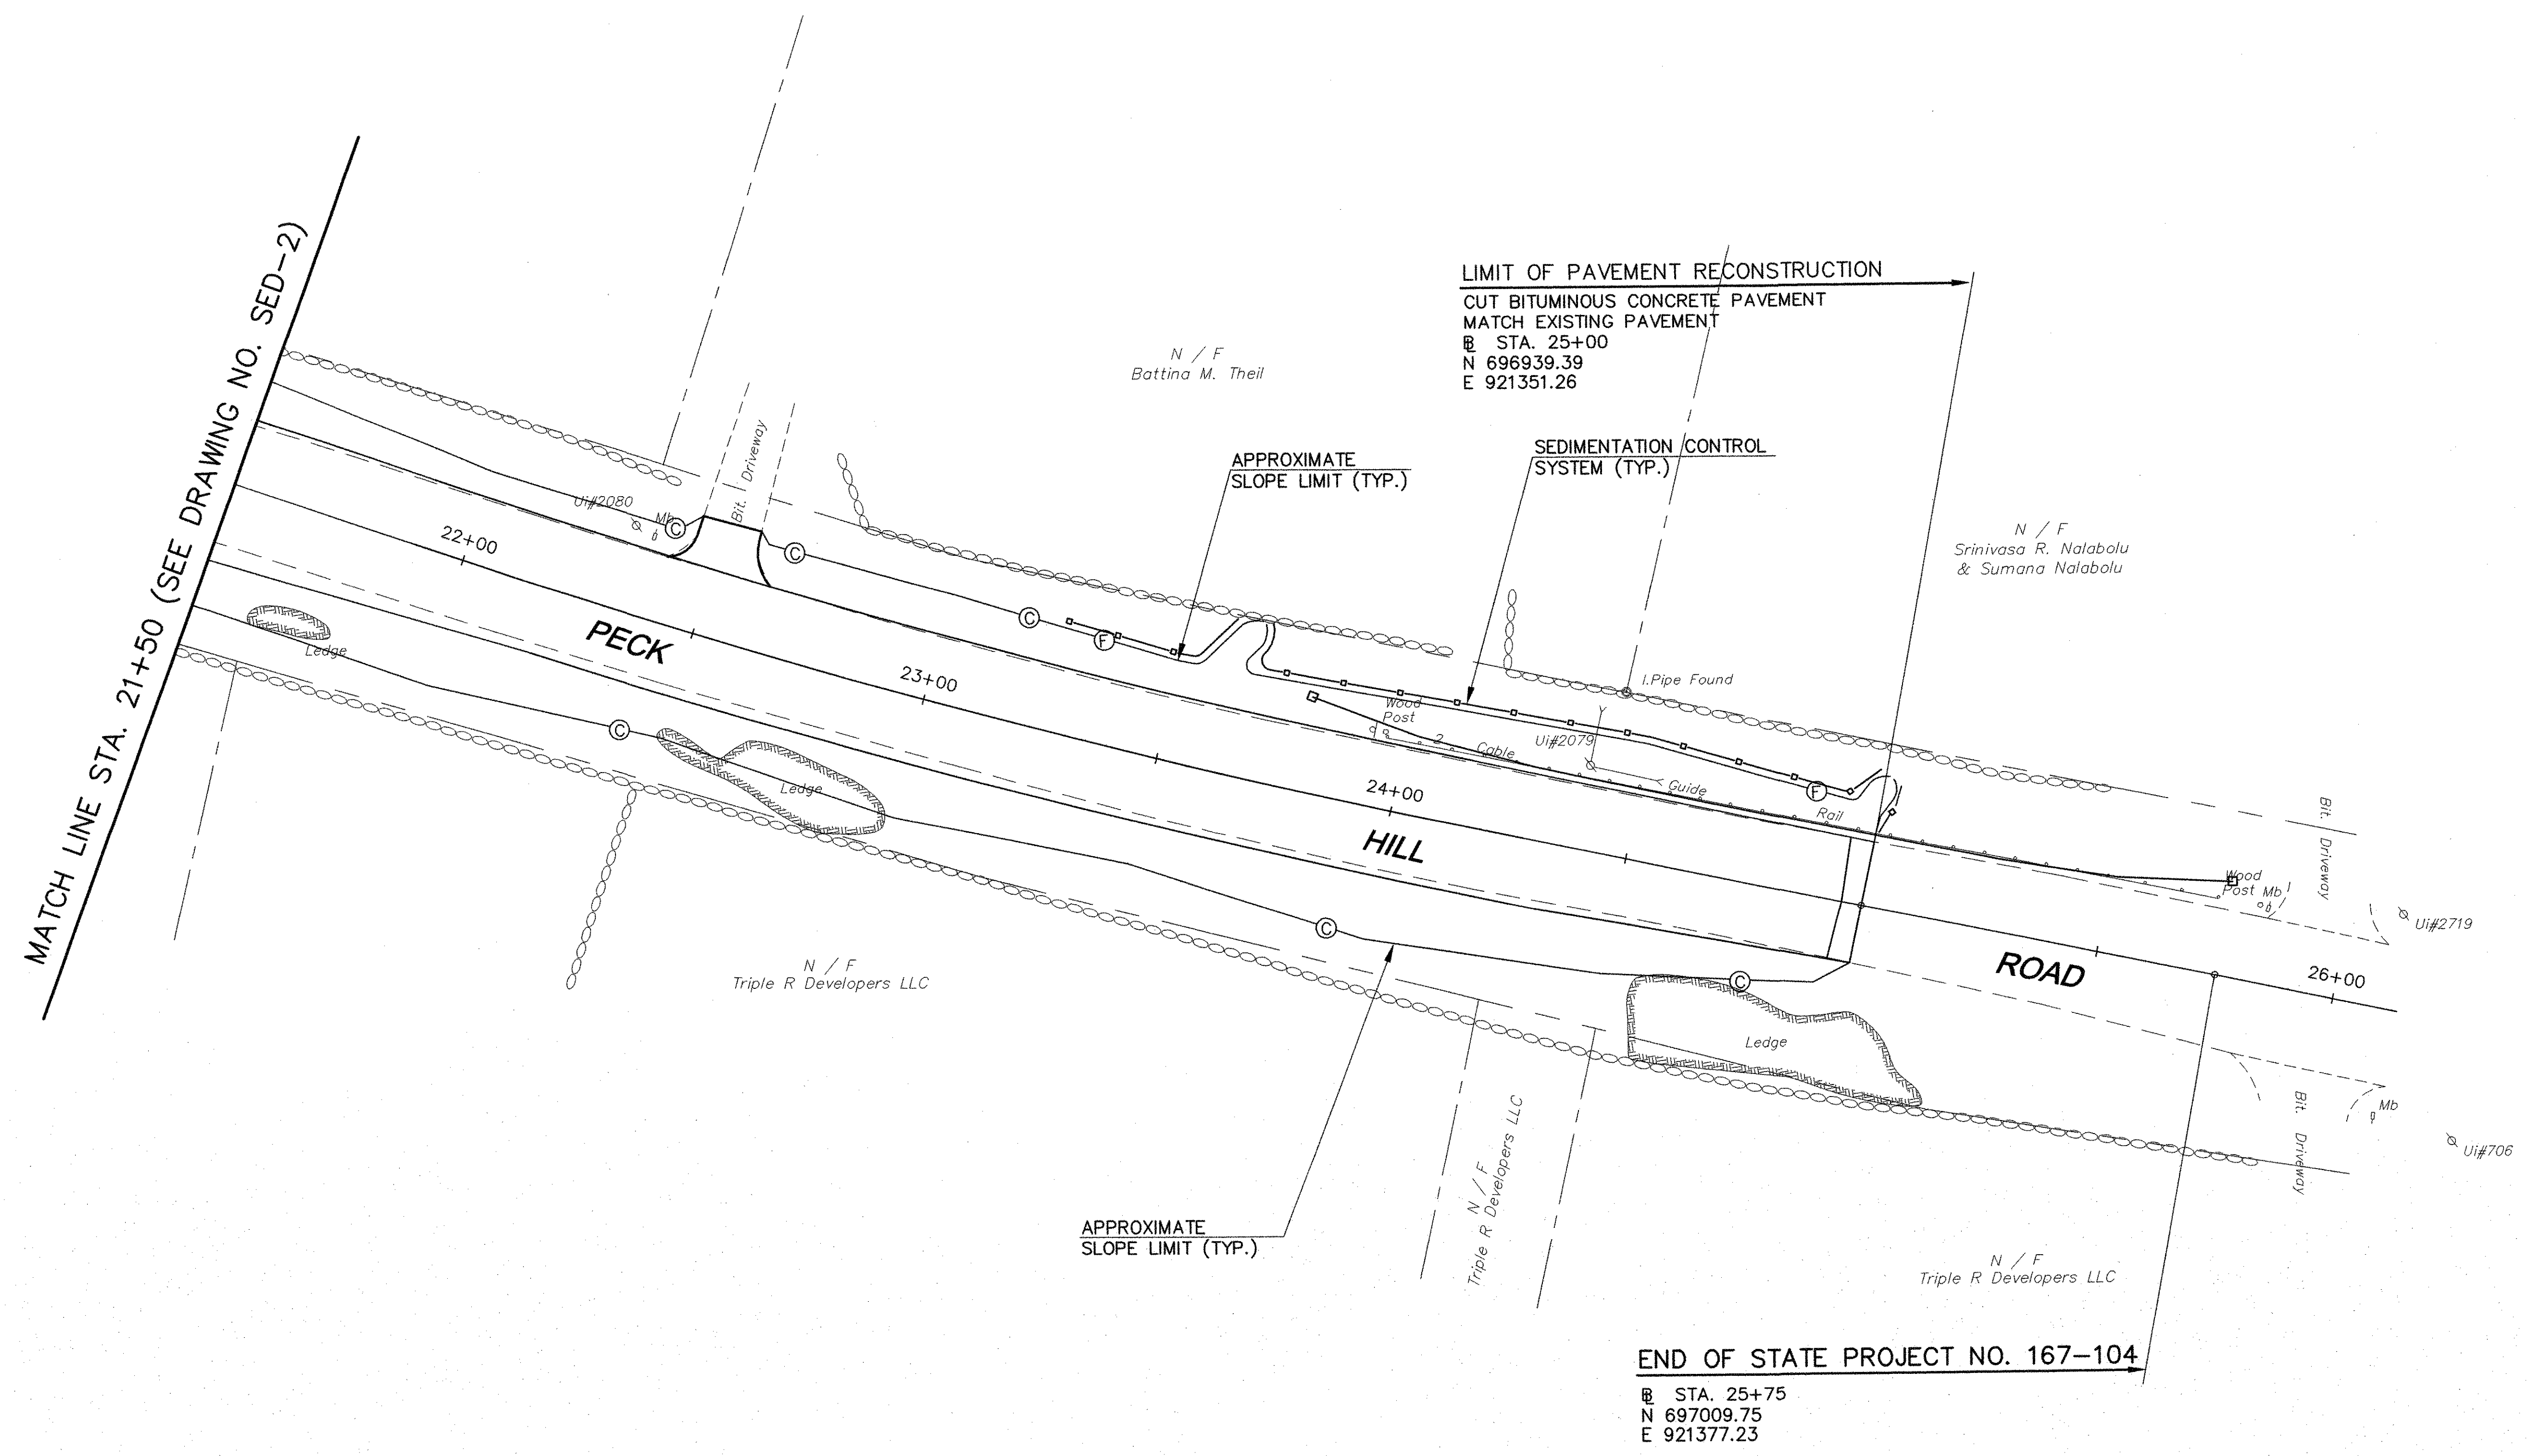 MATCH LINE STA. 21+50 (SEE DRAWING NO. SED-2)
LIMIT OF PAVEMENT RECONSTRUCTION
CUT BITUMINOUS CONCRETE PAVEMENT
MATCH EXISTING PAVEMENT
BL STA. 25+00
N 696939.39
E 921351.26
N / F
Battina M. Theil
APPROXIMATE
SLOPE LIMIT (TYP.)
SEDIMENTATION CONTROL
SYSTEM (TYP.)
N / F
Srinivasa R. Nalabolu
& Sumana Nalabolu
Bit. Driveway
Ui#2080
Mb
C
C
C
F
22+00
PECK
23+00
Ledge
I.Pipe Found
Wood
Post
2
Cable
Ui#2079
Guide
Rail
F
24+00
HILL
C
Ledge
C
C
Ledge
ROAD
26+00
Bit. Driveway
Wood
Post
Mb
Ui#2719
Bit. Driveway
Mb
Ui#706
N / F
Triple R Developers LLC
N / F
Triple R Developers LLC
APPROXIMATE
SLOPE LIMIT (TYP.)
N / F
Triple R Developers LLC
END OF STATE PROJECT NO. 167-104
BL STA. 25+75
N 697009.75
E 921377.23